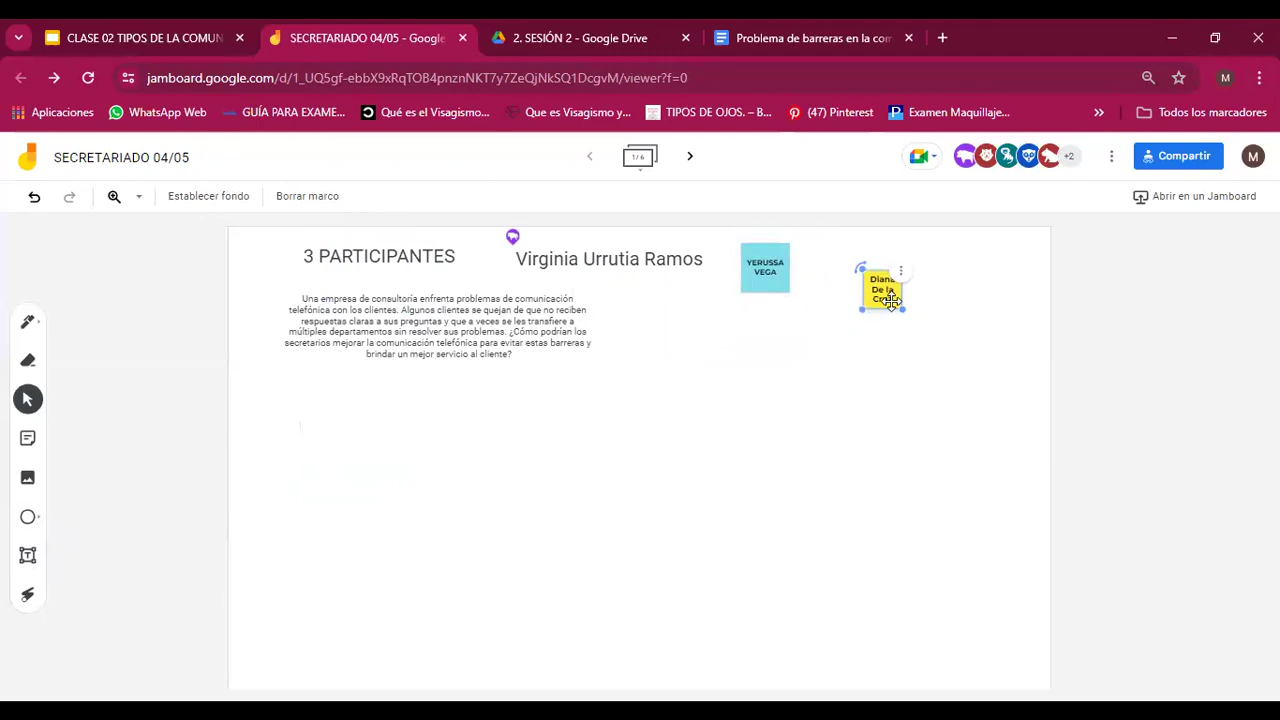 CLASE 02 TIPOS DE LA COMUN
SECRETARIADO 04/05 - Google
2. SESIÓN 2 - Google Drive
Problema de barreras en la com
jamboard.google.com/d/1_UQ5gf-ebbX9xRqTOB4pnznNKT7y7ZeQjNkSQ1DcgvM/viewer?f=0
M
Aplicaciones
WhatsApp Web
GUÍA PARA EXAME...
Qué es el Visagismo...
Que es Visagismo y...
TIPOS DE OJOS. – B...
(47) Pinterest
Examen Maquillaje...
Todos los marcadores
SECRETARIADO 04/05
1/6
+2
Compartir
M
Establecer fondo
Borrar marco
Abrir en un Jamboard
3 PARTICIPANTES
Virginia Urrutia Ramos
YERUSSA
VEGA
Diana
De la
Una empresa de consultoría enfrenta problemas de comunicación
telefónica con los clientes. Algunos clientes se quejan de que no reciben
respuestas claras a sus preguntas y que a veces se les transfiere a
múltiples departamentos sin resolver sus problemas. ¿Cómo podrían los
secretarios mejorar la comunicación telefónica para evitar estas barreras y
brindar un mejor servicio al cliente?